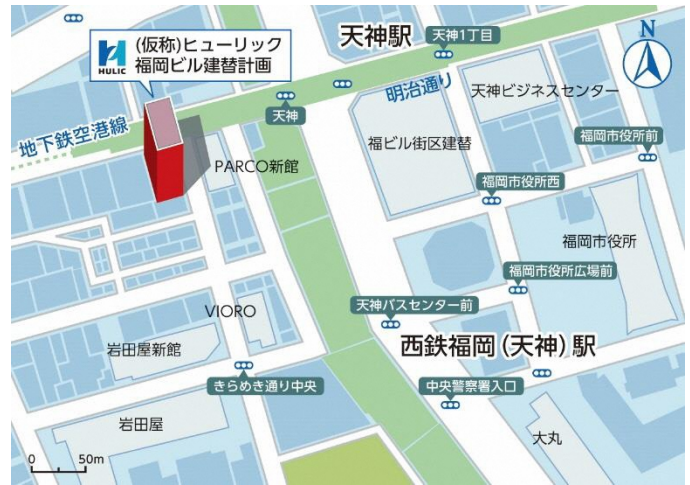 天神駅
天神1丁目
N
HULIC
(仮称)ヒューリック
福岡ビル建替計画
明治通り
天神ビジネスセンター
天神
地下鉄空港線
福ビル街区建替
福岡市役所前
PARCO新館
福岡市役所西
福岡市役所
福岡市役所広場前
VIORO
天神バスセンター前
岩田屋新館
西鉄福岡(天神)駅
きらめき通り中央
中央警察署入口
岩田屋
大丸
0 50m